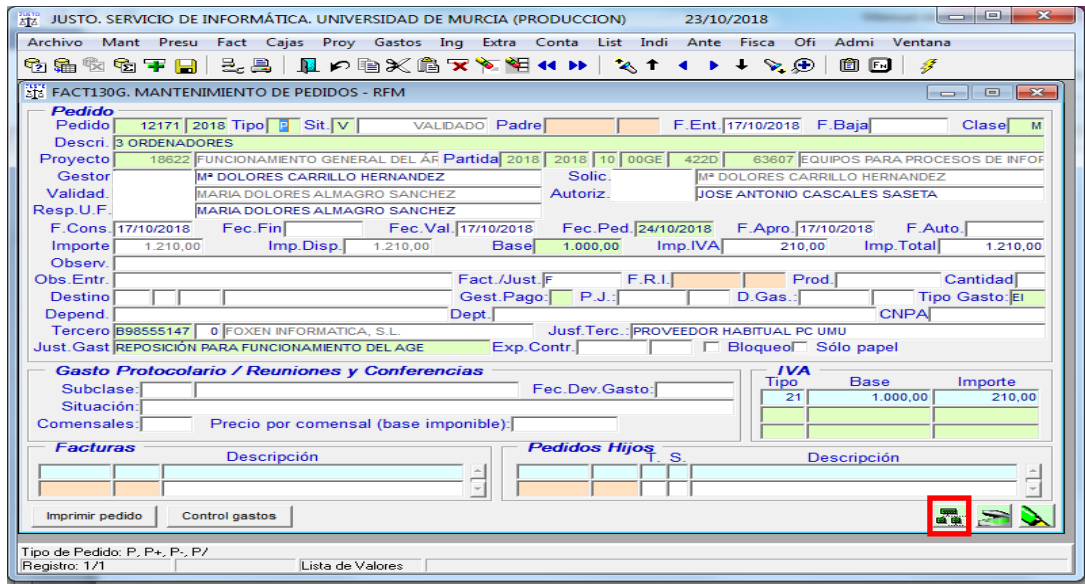 JUSTO. SERVICIO DE INFORMÁTICA. UNIVERSIDAD DE MURCIA (PRODUCCION) 23/10/2018
Archivo Mant Presu Fact Cajas Proy Gastos Ing Extra Conta List Indi Ante Fisca Ofi Admi Ventana
FACT130G. MANTENIMIENTO DE PEDIDOS - RFM
Pedido
Pedido 12171 2018 Tipo P Sit. V VALIDADO Padre F.Ent. 17/10/2018 F.Baja Clase M
Descri. 3 ORDENADORES
Proyecto 18622 FUNCIONAMIENTO GENERAL DEL ÁR Partida 2018 2018 10 00GE 422D 63607 EQUIPOS PARA PROCESOS DE INFOR
Gestor Mª DOLORES CARRILLO HERNANDEZ Solic. Mª DOLORES CARRILLO HERNANDEZ
Validad. MARIA DOLORES ALMAGRO SANCHEZ Autoriz. JOSE ANTONIO CASCALES SASETA
Resp.U.F. MARIA DOLORES ALMAGRO SANCHEZ
F.Cons. 17/10/2018 Fec.Fin Fec.Val. 17/10/2018 Fec.Ped. 24/10/2018 F.Apro. 17/10/2018 F.Auto.
Importe 1.210,00 Imp.Disp. 1.210,00 Base 1.000,00 Imp.IVA 210,00 Imp.Total 1.210,00
Observ.
Obs.Entr. Fact./Just. F F.R.I. Prod. Cantidad
Destino Gest.Pago: P.J.: D.Gas.: Tipo Gasto: EI
Depend. Dept. CNPA
Tercero B98555147 0 FOXEN INFORMATICA, S.L. Jusf.Terc.: PROVEEDOR HABITUAL PC UMU
Just.Gast REPOSICIÓN PARA FUNCIONAMIENTO DEL AGE Exp.Contr. Bloqueo Sólo papel
Gasto Protocolario / Reuniones y Conferencias IVA
Subclase: Fec.Dev.Gasto: Tipo Base Importe
Situación: 21 1.000,00 210,00
Comensales: Precio por comensal (base imponible):
Facturas Pedidos Hijos
Descripción T. S. Descripción
Imprimir pedido Control gastos
Tipo de Pedido: P, P+, P-, P/
Registro: 1/1 Lista de Valores